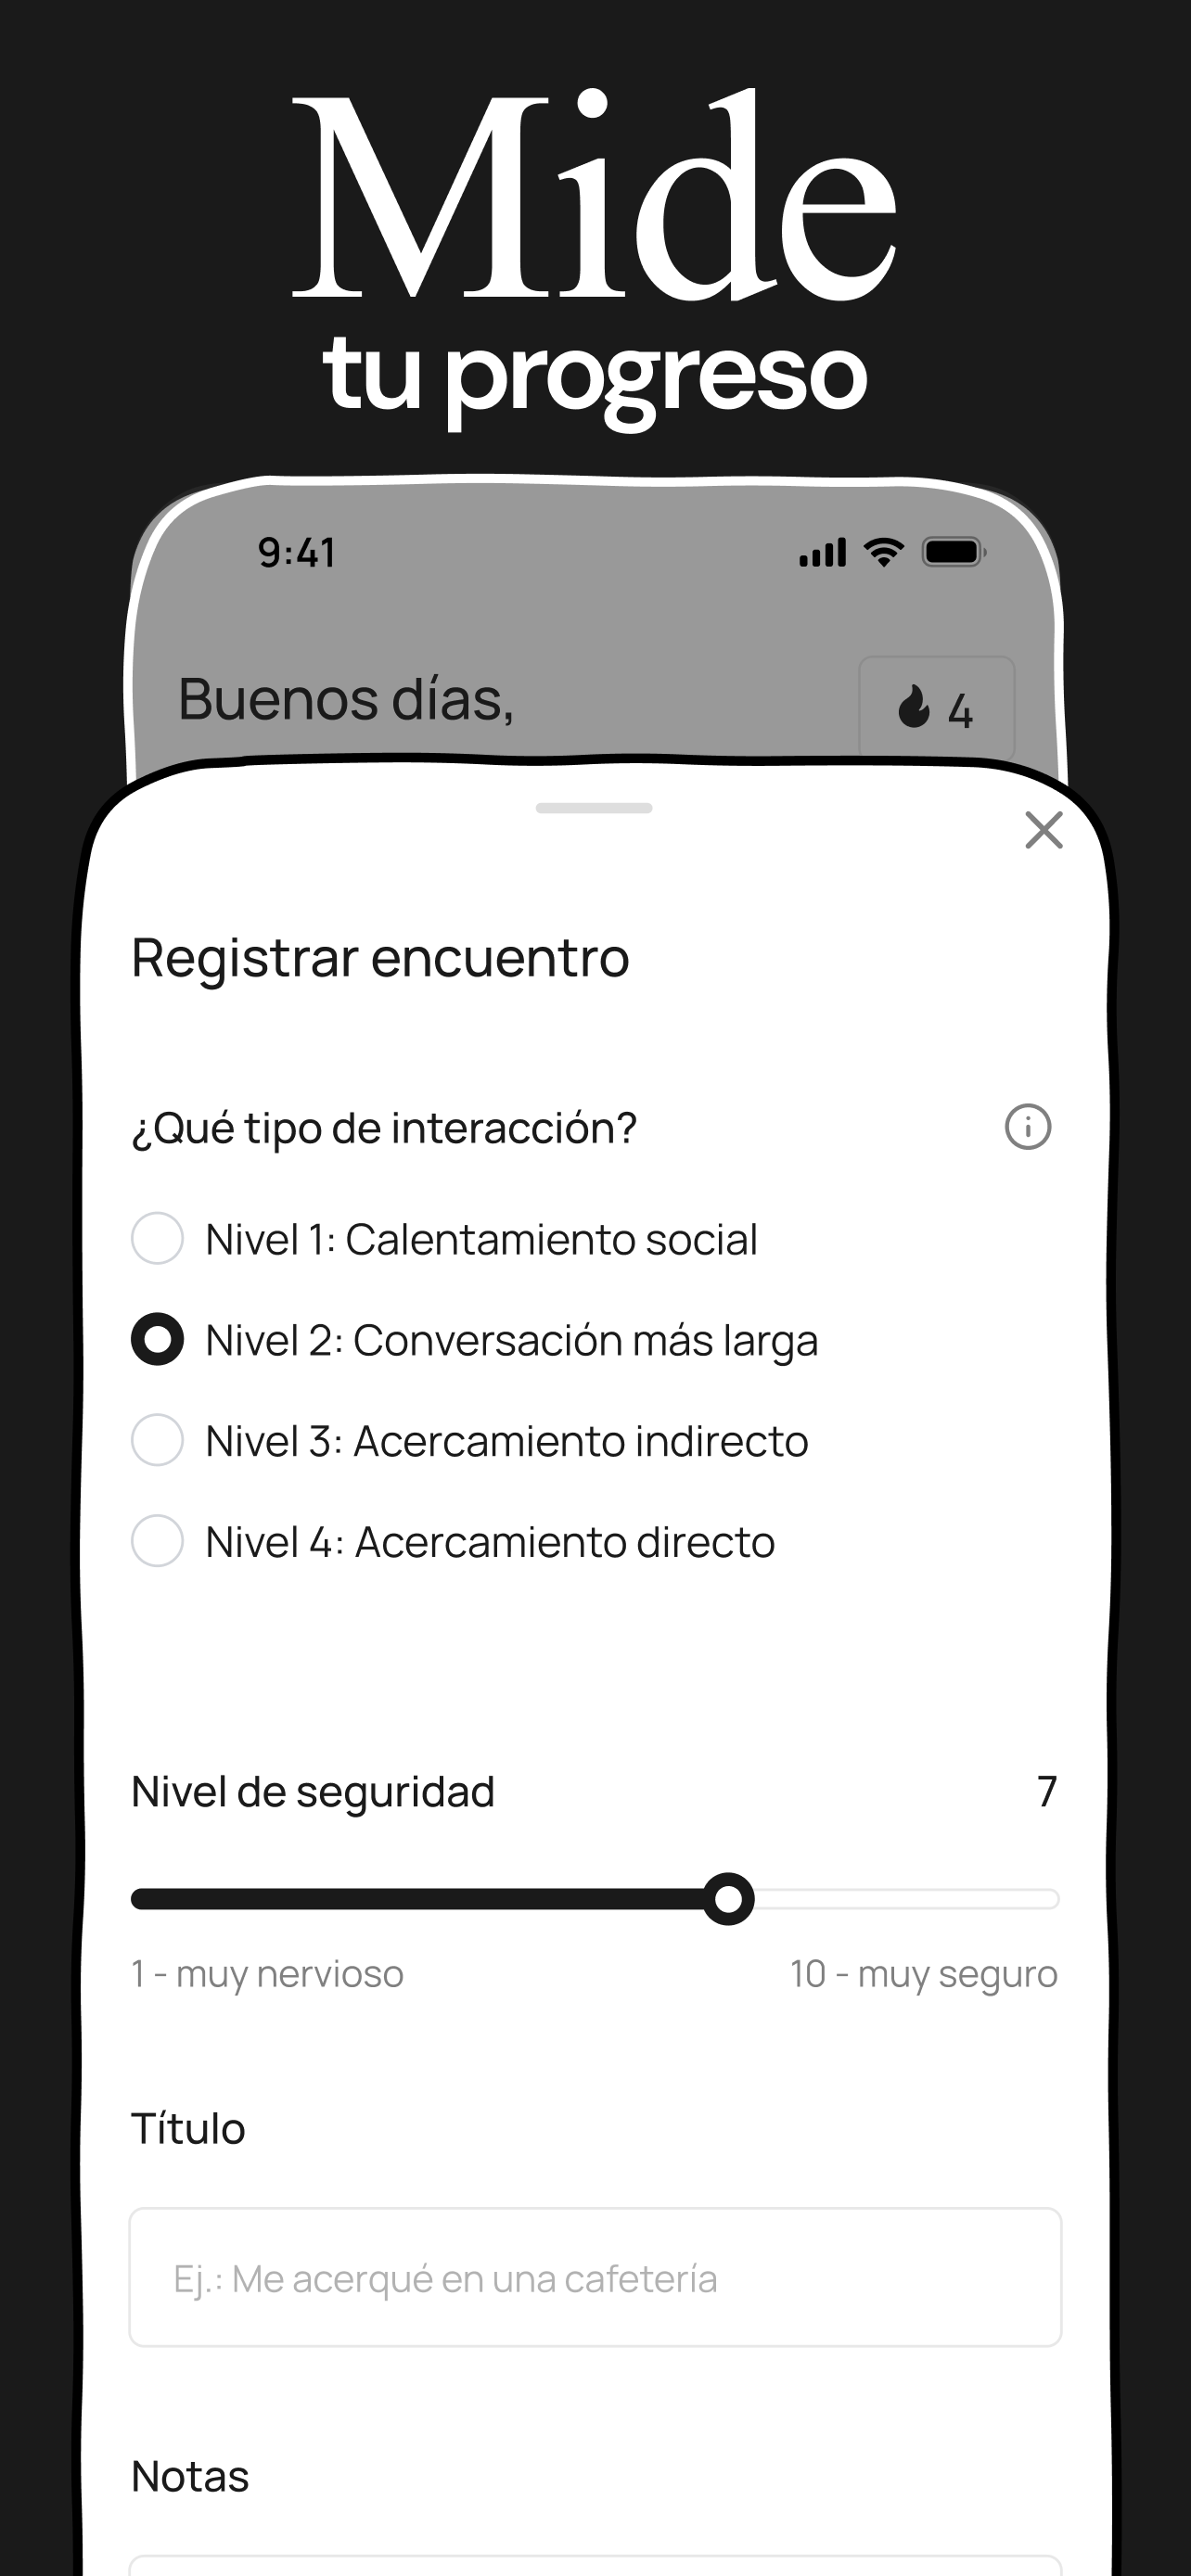 Mide
tu progreso
9:41
Buenos días,
4
Registrar encuentro
¿Qué tipo de interacción?
Nivel 1: Calentamiento social
Nivel 2: Conversación más larga
Nivel 3: Acercamiento indirecto
Nivel 4: Acercamiento directo
Nivel de seguridad 7
1 - muy nervioso 10 - muy seguro
Título
Ej.: Me acerqué en una cafetería
Notas